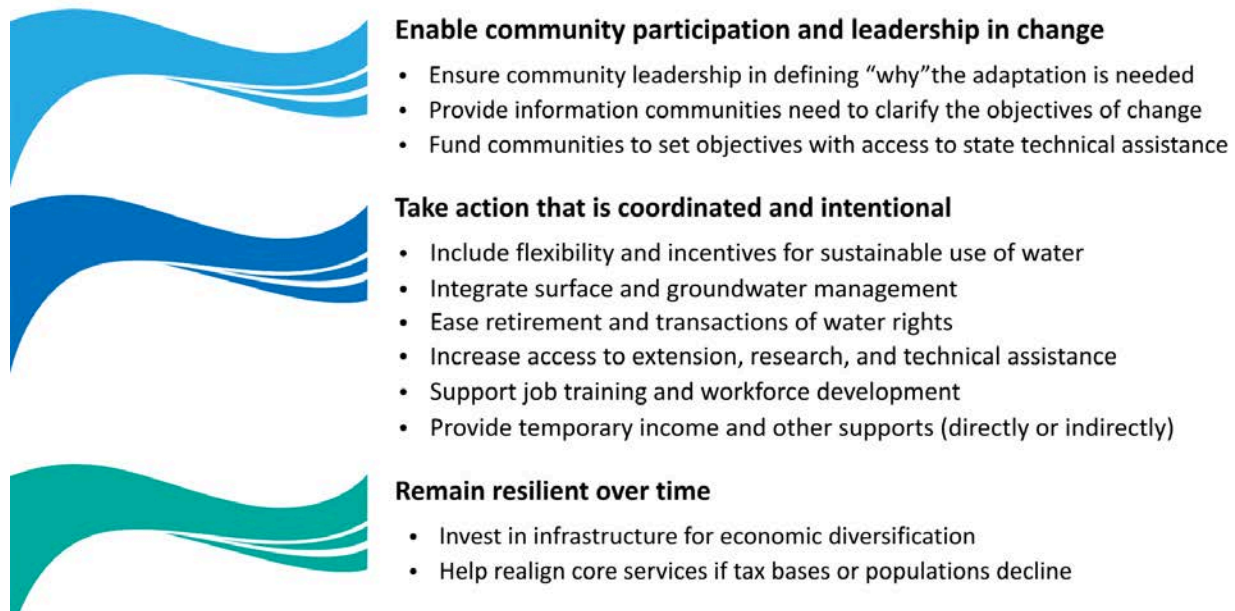 Enable community participation and leadership in change
• Ensure community leadership in defining “why”the adaptation is needed
• Provide information communities need to clarify the objectives of change
• Fund communities to set objectives with access to state technical assistance
Take action that is coordinated and intentional
• Include flexibility and incentives for sustainable use of water
• Integrate surface and groundwater management
• Ease retirement and transactions of water rights
• Increase access to extension, research, and technical assistance
• Support job training and workforce development
• Provide temporary income and other supports (directly or indirectly)
Remain resilient over time
• Invest in infrastructure for economic diversification
• Help realign core services if tax bases or populations decline